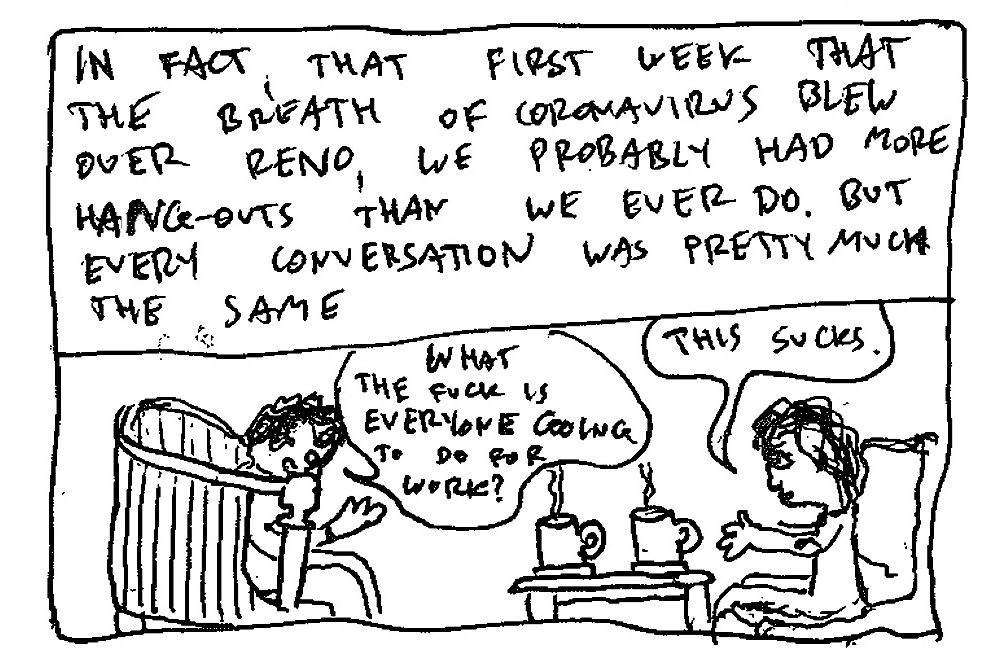 IN FACT, THAT FIRST WEEK THAT
THE BREATH OF CORONAVIRUS BLEW
OVER RENO, WE PROBABLY HAD MORE
HANG-OUTS THAN WE EVER DO. BUT
EVERY CONVERSATION WAS PRETTY MUCH
THE SAME
WHAT
THE FUCK IS
EVERYONE GOING
TO DO FOR
WORK?
THIS SUCKS.